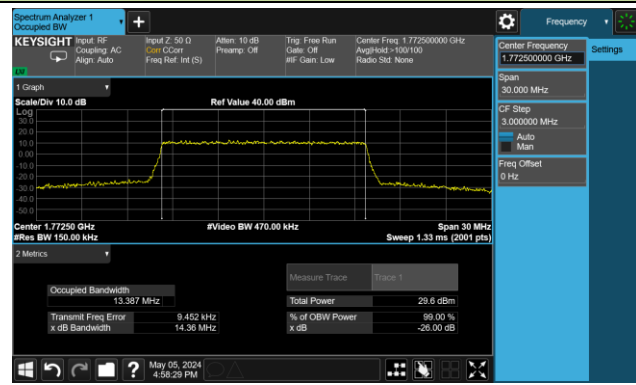 Spectrum Analyzer 1
Occupied BW
Frequency
KEYSIGHT
Input: RF
Coupling: AC
Align: Auto
Input Z: 50 Ω
Corr CCorr
Freq Ref: Int (S)
Atten: 10 dB
Preamp: Off
Trig: Free Run
Gate: Off
#IF Gain: Low
Center Freq: 1.772500000 GHz
Avg|Hold:>100/100
Radio Std: None
Center Frequency
1.772500000 GHz
Settings
Span
30.000 MHz
CF Step
3.000000 MHz
Auto
Man
Freq Offset
0 Hz
1 Graph
Scale/Div 10.0 dB
Ref Value 40.00 dBm
Log
30.0
20.0
10.0
0.00
-10.0
-20.0
-30.0
-40.0
-50.0
Center 1.77250 GHz
#Video BW 470.00 kHz
Span 30 MHz
#Res BW 150.00 kHz
Sweep 1.33 ms (2001 pts)
2 Metrics
Measure Trace
Trace 1
Occupied Bandwidth
13.387 MHz
Total Power
29.6 dBm
Transmit Freq Error
9.452 kHz
% of OBW Power
99.00 %
x dB Bandwidth
14.36 MHz
x dB
-26.00 dB
?
May 05, 2024
4:58:29 PM